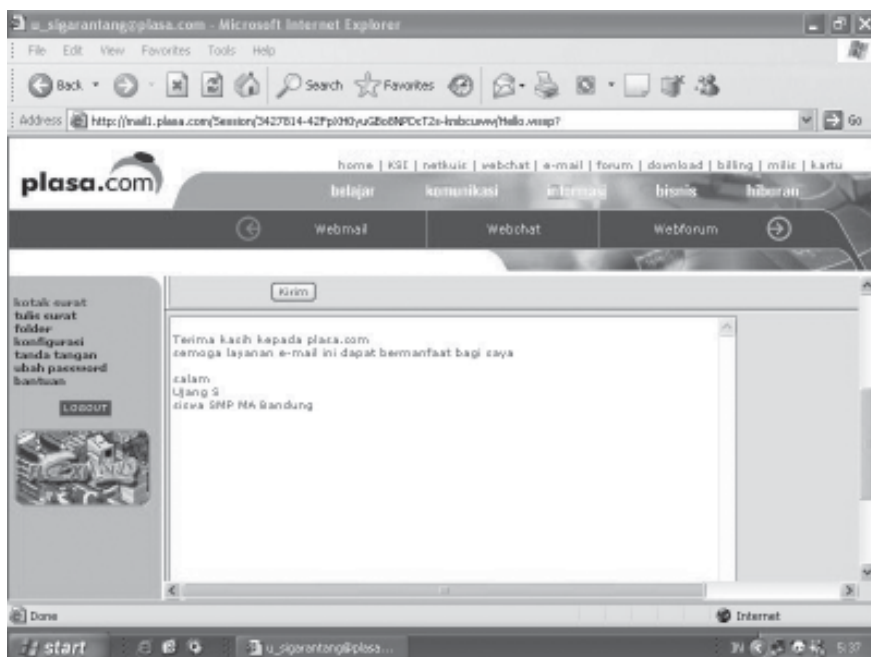 u_sigarantang@plasa.com - Microsoft Internet Explorer
File Edit View Favorites Tools Help
Back Search Favorites
Address Go
plasa.com
home | KSI | netkuis | webchat | e-mail | forum | download | billing | milis | kartu
belajar komunikasi informasi bisnis hiburan
Webmail Webchat Webforum
kotak surat
tulis surat
folder
konfigurasi
tanda tangan
ubah password
bantuan
LOGOUT
Kirim
Terima kasih kepada plasa.com
semoga layanan e-mail ini dapat bermanfaat bagi saya
salam
Ujang S
siswa SMP MA Bandung
Done Internet
start u_sigarantang@plasa... IN 5:37